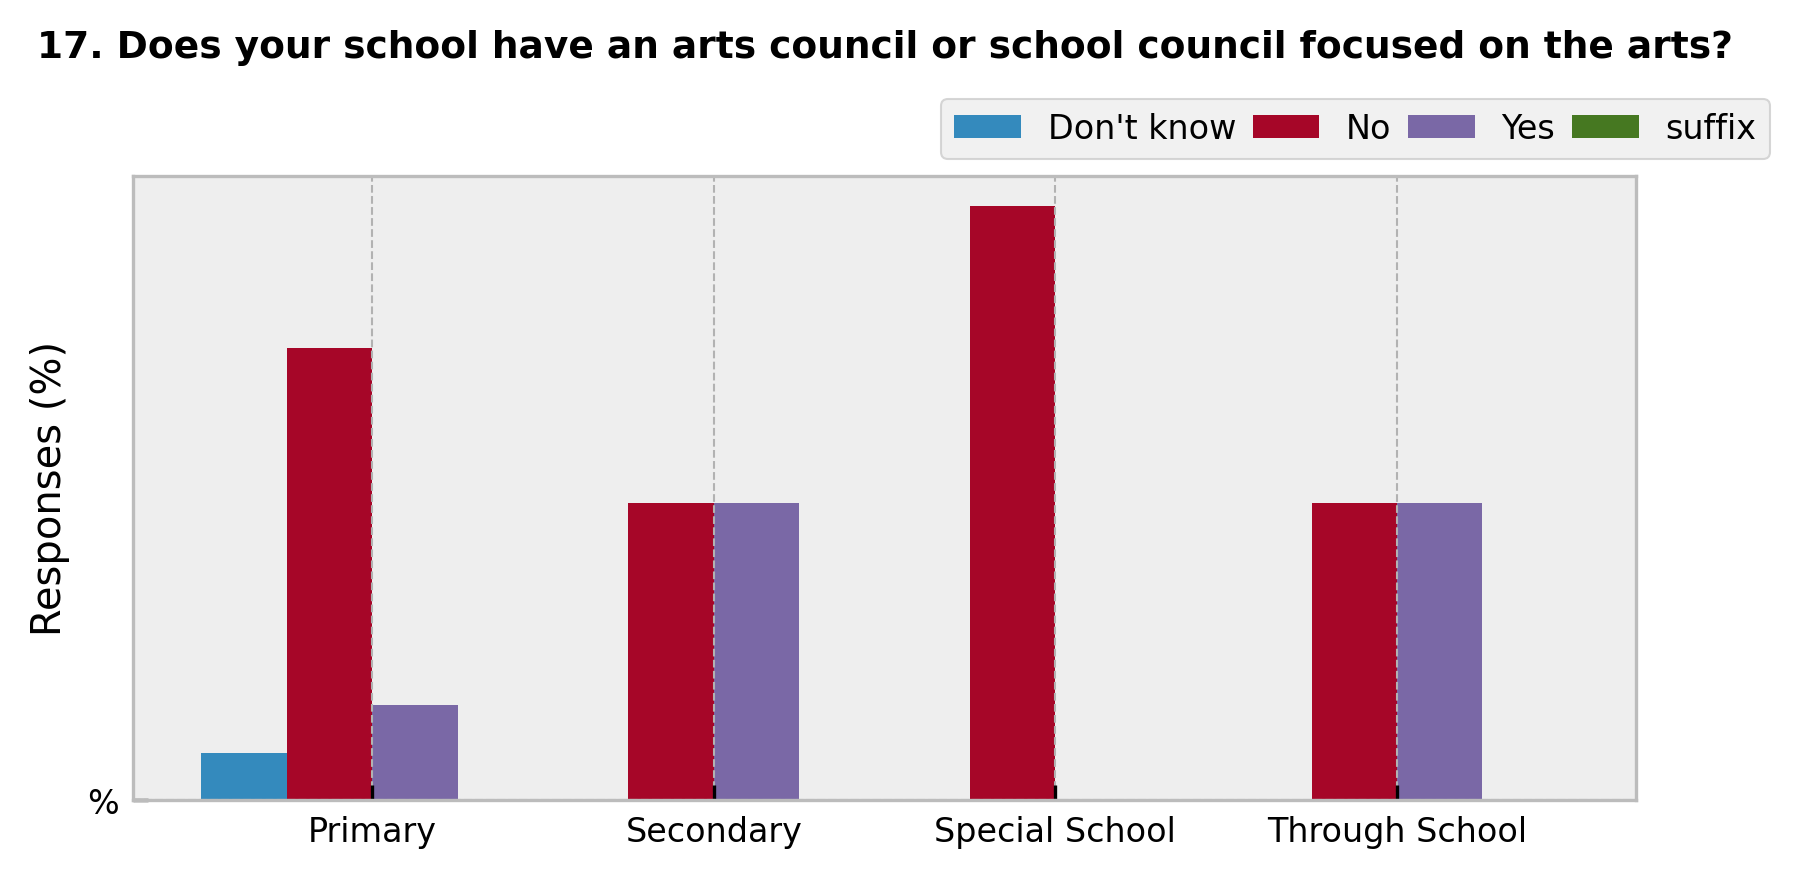 17. Does your school have an arts council or school council focused on the arts?
Don't know No Yes suffix
Responses (%)
%
Primary Secondary Special School Through School